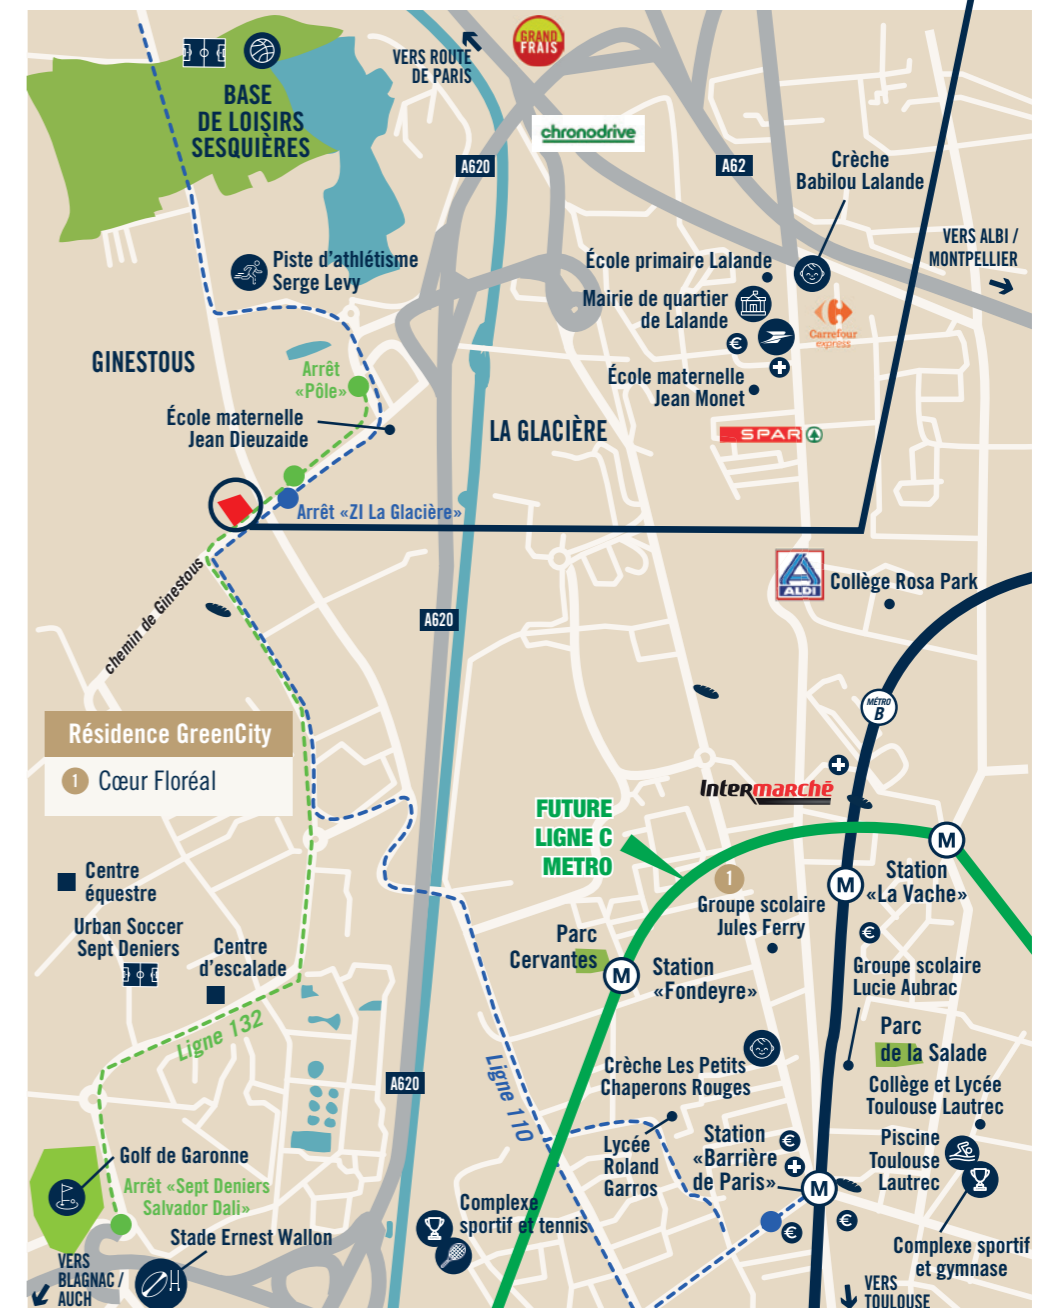 GRAND
FRAIS
VERS ROUTE
DE PARIS
BASE
DE LOISIRS
SESQUIÈRES
chronodrive
A620
A62
Crèche
Babilou Lalande
VERS ALBI /
MONTPELLIER
Piste d'athlétisme
Serge Levy
École primaire Lalande
Mairie de quartier
de Lalande
€
Carrefour
express
GINESTOUS
Arrêt
«Pôle»
École maternelle
Jean Monet
École maternelle
Jean Dieuzaide
LA GLACIÈRE
SPAR
Arrêt «ZI La Glacière»
ALDI
Collège Rosa Park
chemin de Ginestous
A620
MÉTRO
B
Résidence GreenCity
1 Cœur Floréal
Intermarché
FUTURE
LIGNE C
METRO
M
1
M
Station
«La Vache»
Centre
équestre
Groupe scolaire
Jules Ferry
Urban Soccer
Sept Deniers
Centre
d'escalade
Parc
Cervantes
M
Station
«Fondeyre»
€
Groupe scolaire
Lucie Aubrac
Ligne 132
Parc
de la Salade
Ligne 110
Crèche Les Petits
Chaperons Rouges
A620
Collège et Lycée
Toulouse Lautrec
Lycée
Roland
Garros
Station
«Barrière
de Paris»
€
M
Piscine
Toulouse
Lautrec
Golf de Garonne
Arrêt «Sept Deniers
Salvador Dali»
Complexe
sportif et tennis
€
€
Stade Ernest Wallon
Complexe sportif
et gymnase
VERS
BLAGNAC /
AUCH
VERS
TOULOUSE